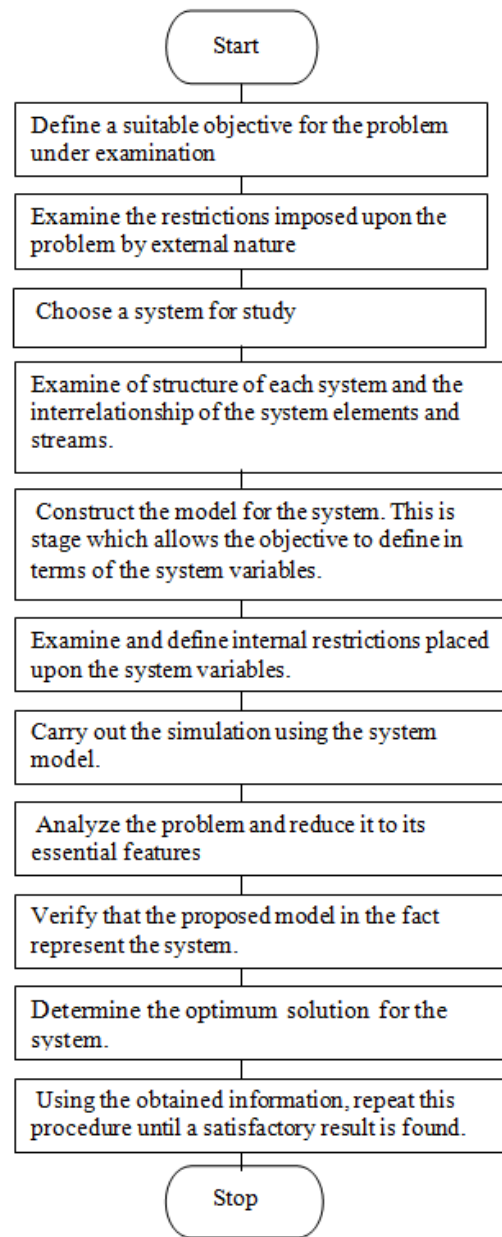 Start
Define a suitable objective for the problem
under examination
Examine the restrictions imposed upon the
problem by external nature
Choose a system for study
Examine of structure of each system and the
interrelationship of the system elements and
streams.
Construct the model for the system. This is
stage which allows the objective to define in
terms of the system variables.
Examine and define internal restrictions placed
upon the system variables.
Carry out the simulation using the system
model.
Analyze the problem and reduce it to its
essential features
Verify that the proposed model in the fact
represent the system.
Determine the optimum solution for the
system.
Using the obtained information, repeat this
procedure until a satisfactory result is found.
Stop